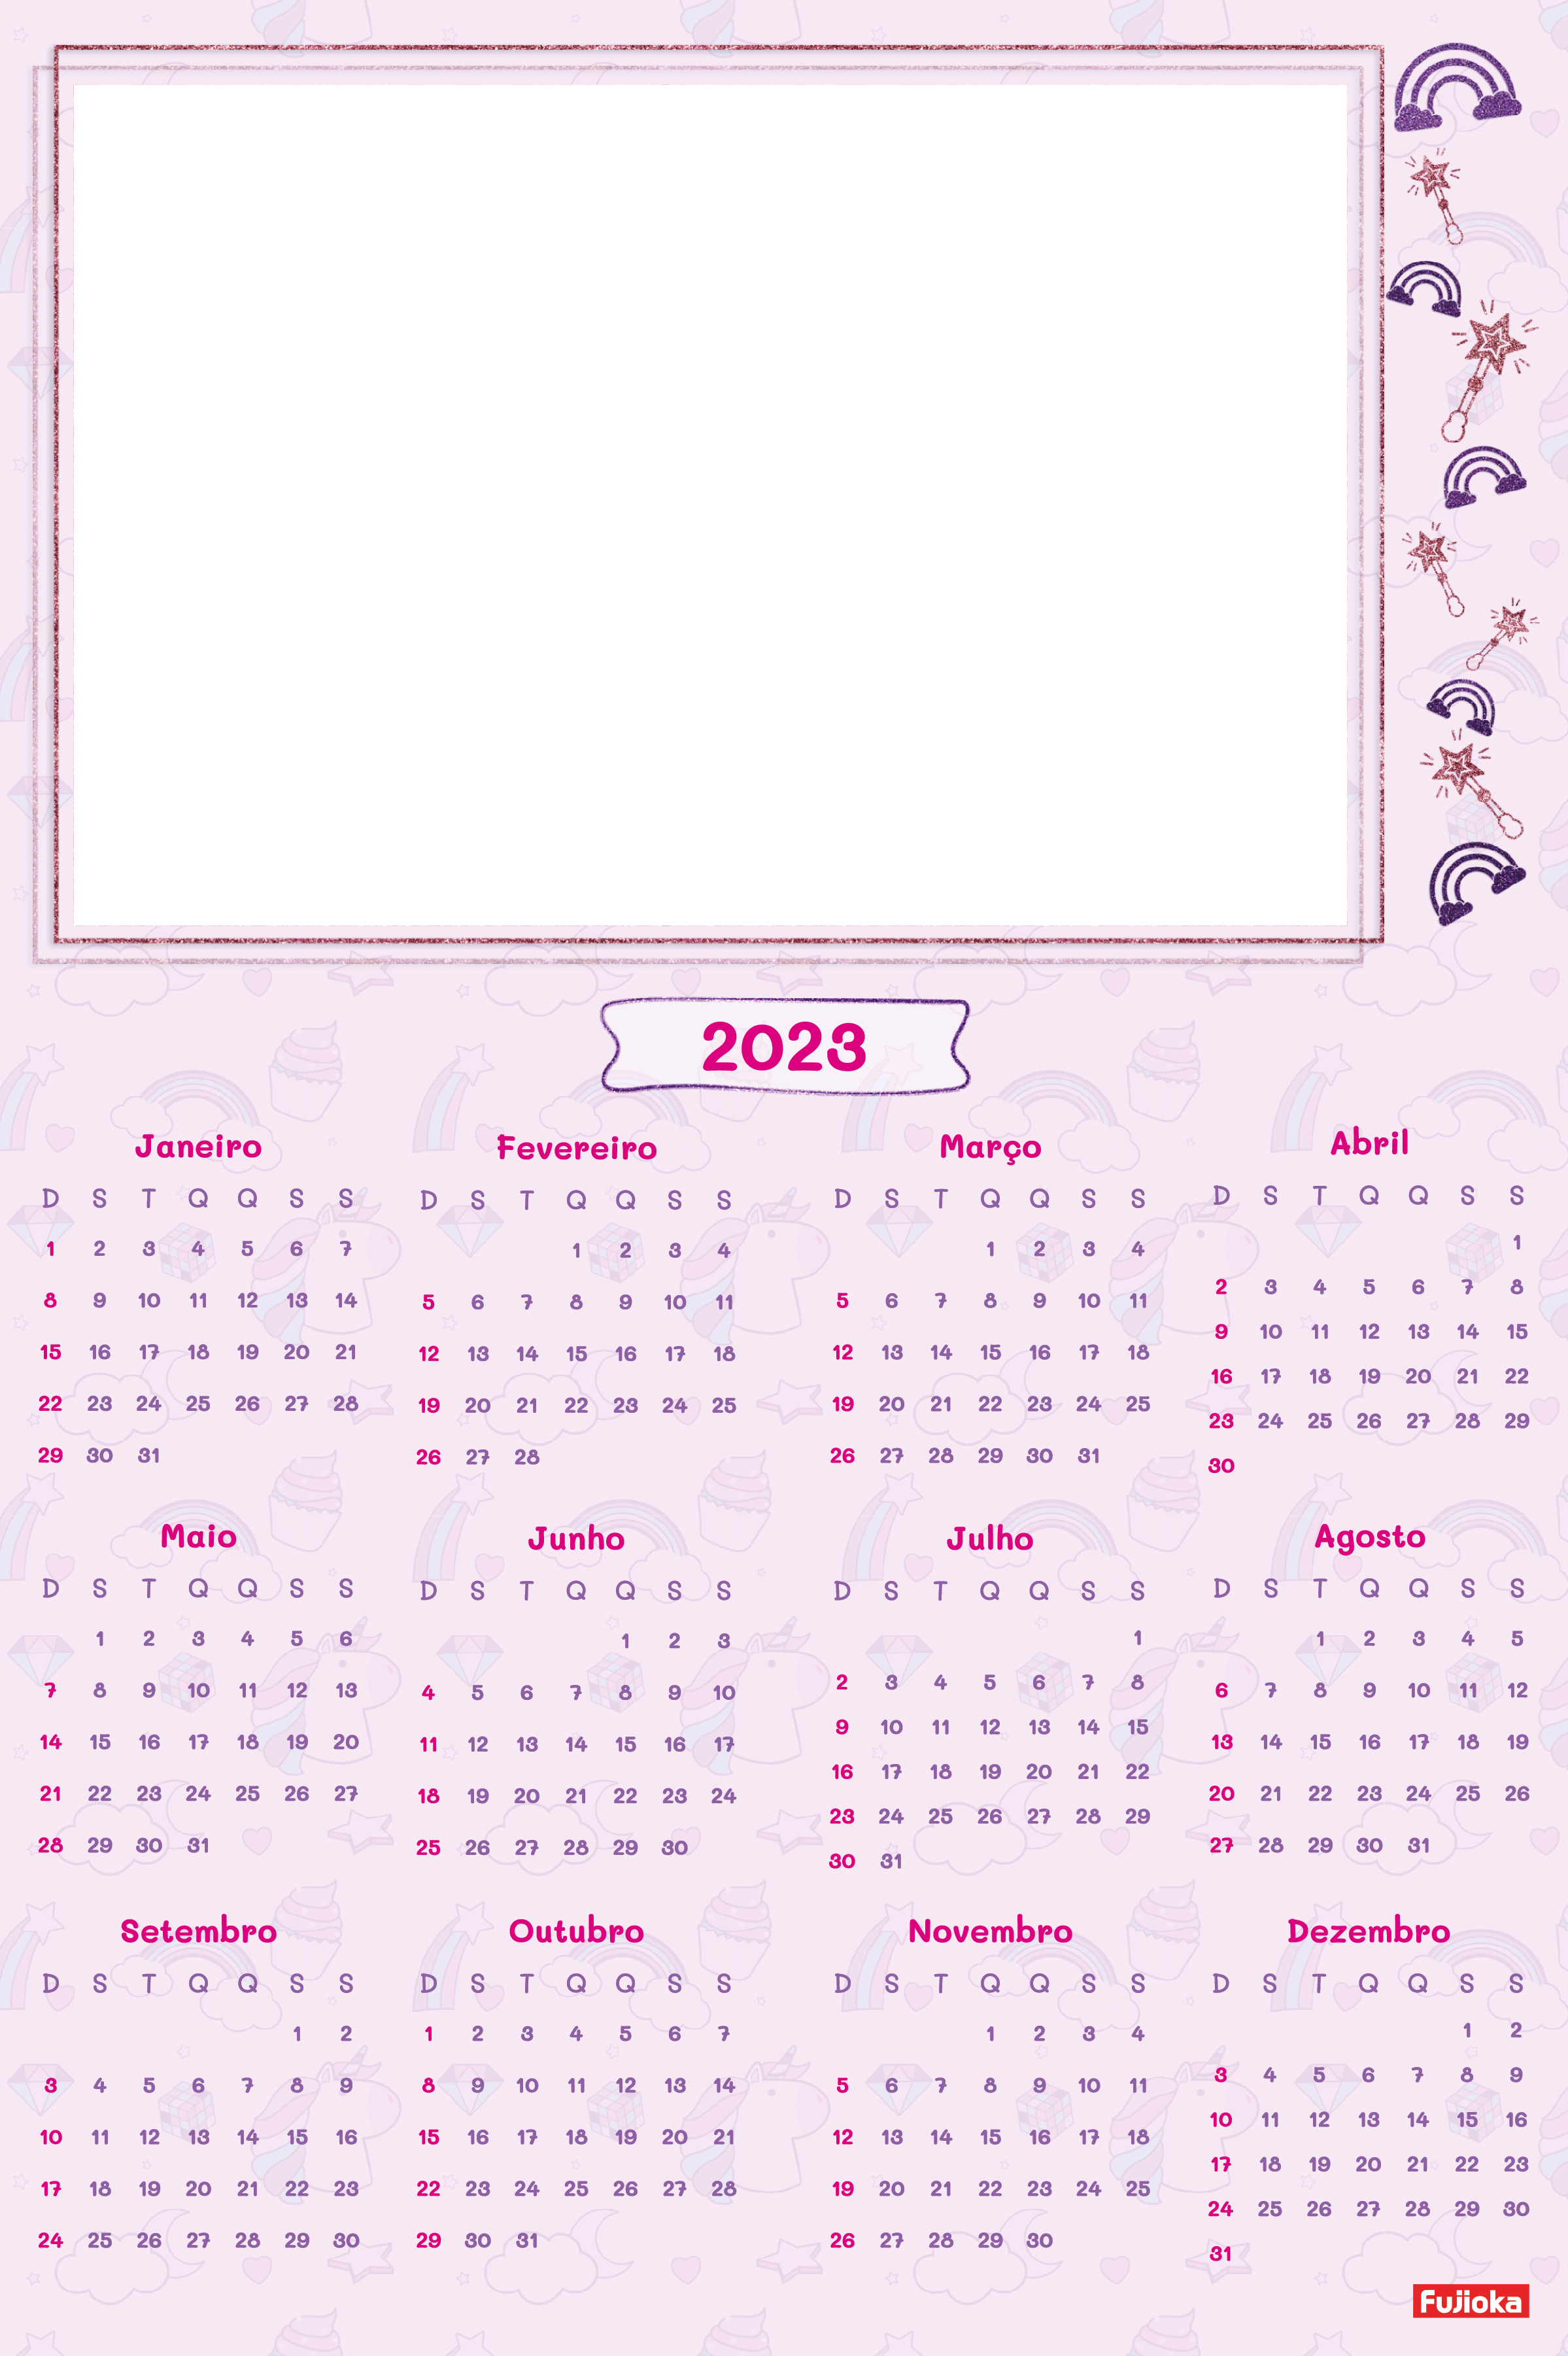 2023
Janeiro
D S T Q Q S S
1 2 3 4 5 6 7
8 9 10 11 12 13 14
15 16 17 18 19 20 21
22 23 24 25 26 27 28
29 30 31
Fevereiro
D S T Q Q S S
1 2 3 4
5 6 7 8 9 10 11
12 13 14 15 16 17 18
19 20 21 22 23 24 25
26 27 28
Março
D S T Q Q S S
1 2 3 4
5 6 7 8 9 10 11
12 13 14 15 16 17 18
19 20 21 22 23 24 25
26 27 28 29 30 31
Abril
D S T Q Q S S
1
2 3 4 5 6 7 8
9 10 11 12 13 14 15
16 17 18 19 20 21 22
23 24 25 26 27 28 29
30
Maio
D S T Q Q S S
1 2 3 4 5 6
7 8 9 10 11 12 13
14 15 16 17 18 19 20
21 22 23 24 25 26 27
28 29 30 31
Junho
D S T Q Q S S
1 2 3
4 5 6 7 8 9 10
11 12 13 14 15 16 17
18 19 20 21 22 23 24
25 26 27 28 29 30
Julho
D S T Q Q S S
1
2 3 4 5 6 7 8
9 10 11 12 13 14 15
16 17 18 19 20 21 22
23 24 25 26 27 28 29
30 31
Agosto
D S T Q Q S S
1 2 3 4 5
6 7 8 9 10 11 12
13 14 15 16 17 18 19
20 21 22 23 24 25 26
27 28 29 30 31
Setembro
D S T Q Q S S
1 2
3 4 5 6 7 8 9
10 11 12 13 14 15 16
17 18 19 20 21 22 23
24 25 26 27 28 29 30
Outubro
D S T Q Q S S
1 2 3 4 5 6 7
8 9 10 11 12 13 14
15 16 17 18 19 20 21
22 23 24 25 26 27 28
29 30 31
Novembro
D S T Q Q S S
1 2 3 4
5 6 7 8 9 10 11
12 13 14 15 16 17 18
19 20 21 22 23 24 25
26 27 28 29 30
Dezembro
D S T Q Q S S
1 2
3 4 5 6 7 8 9
10 11 12 13 14 15 16
17 18 19 20 21 22 23
24 25 26 27 28 29 30
31
Fujioka